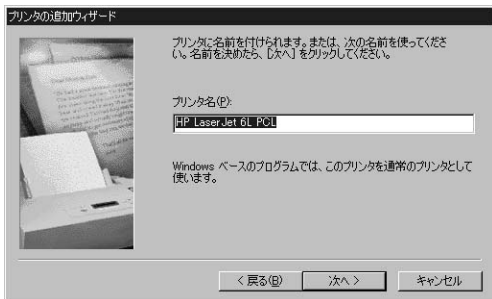 プリンタの追加ウィザード
プリンタに名前を付けられます。または、次の名前を使ってくださ
い。名前を決めたら、[次へ] をクリックしてください。
プリンタ名(P):
HP LaserJet 6L PCL
Windows ベースのプログラムでは、このプリンタを通常のプリンタとして
使います。
< 戻る(B)
次へ >
キャンセル